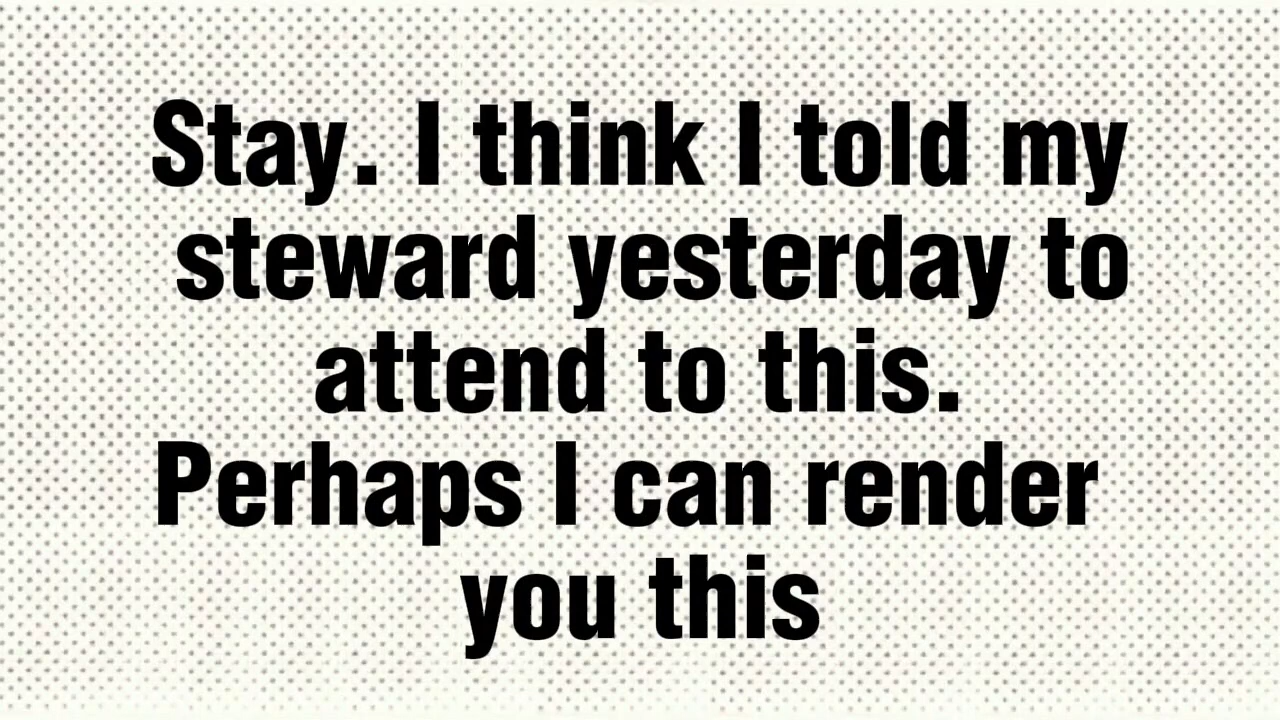 Stay. I think I told my
steward yesterday to
attend to this.
Perhaps I can render
you this